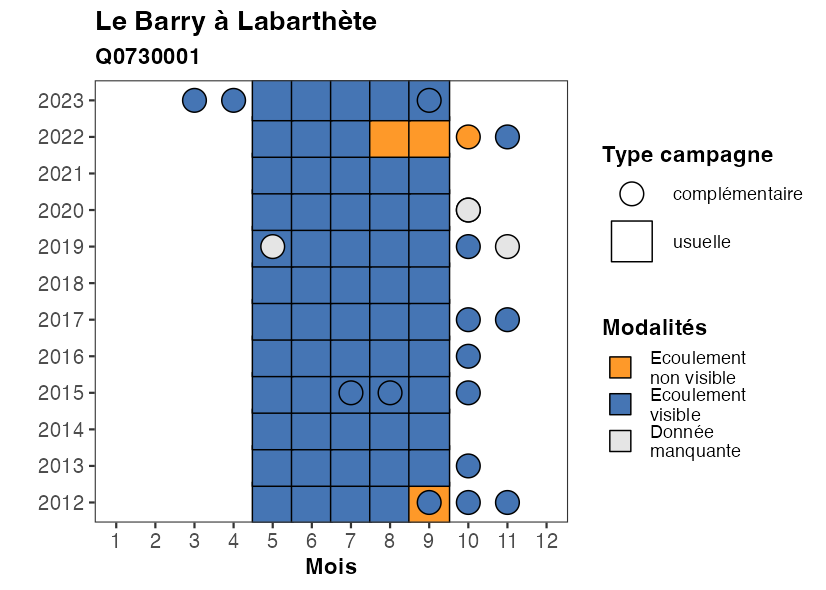 Le Barry à Labarthète
Q0730001
2023
2022
2021
2020
2019
2018
2017
2016
2015
2014
2013
2012
1 2 3 4 5 6 7 8 9 10 11 12
Mois
Type campagne
complémentaire
usuelle
Modalités
Ecoulement
non visible
Ecoulement
visible
Donnée
manquante